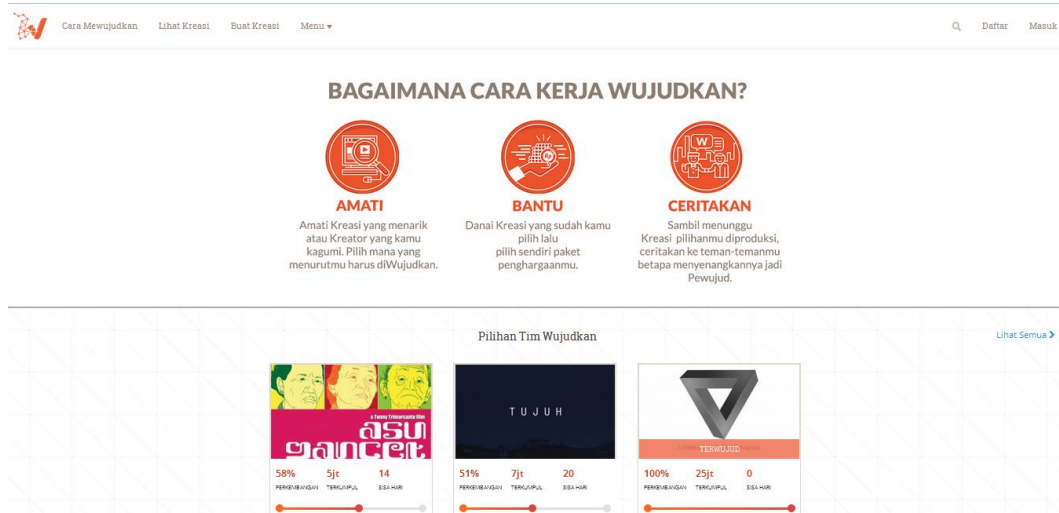 Cara Mewujudkan Lihat Kreasi Buat Kreasi Menu Daftar Masuk
BAGAIMANA CARA KERJA WUJUDKAN?
AMATI
Amati Kreasi yang menarik
atau Kreator yang kamu
kagumi. Pilih mana yang
menurutmu harus diWujudkan.
BANTU
Danai Kreasi yang sudah kamu
pilih lalu
pilih sendiri paket
penghargaanmu.
W
CERITAKAN
Sambil menunggu
Kreasi pilihanmu diproduksi,
ceritakan ke teman-temanmu
betapa menyenangkannya jadi
Pewujud.
Pilihan Tim Wujudkan
Lihat Semua
a Tonny Trimarsanto film
asu
gancet
58% 5jt 14
PERKEMBANGAN TERKUMPUL SISA HARI
TUJUH
51% 7jt 20
PERKEMBANGAN TERKUMPUL SISA HARI
TERWUJUD
100% 25jt 0
PERKEMBANGAN TERKUMPUL SISA HARI